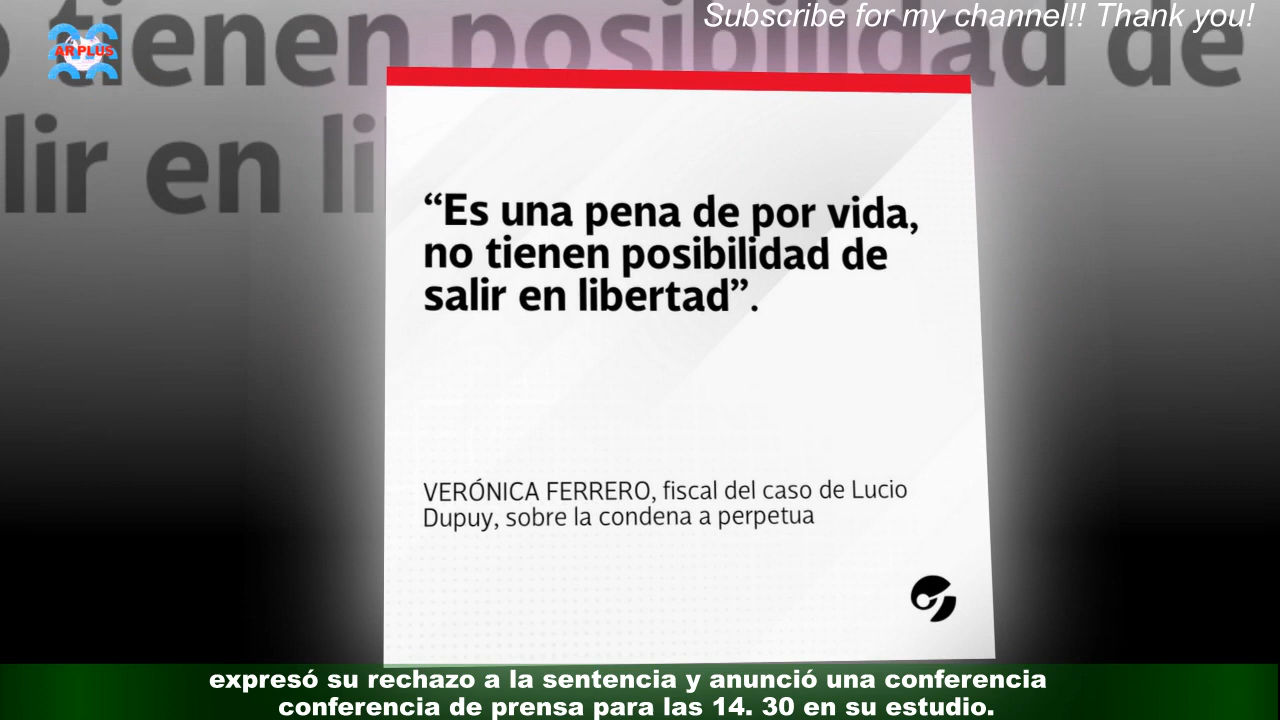 Subscribe for my channel!! Thank you!
AR PLUS
tienen posibilidad de
lir en li
“Es una pena de por vida,
no tienen posibilidad de
salir en libertad”.
VERÓNICA FERRERO, fiscal del caso de Lucio
Dupuy, sobre la condena a perpetua
expresó su rechazo a la sentencia y anunció una conferencia
conferencia de prensa para las 14. 30 en su estudio.